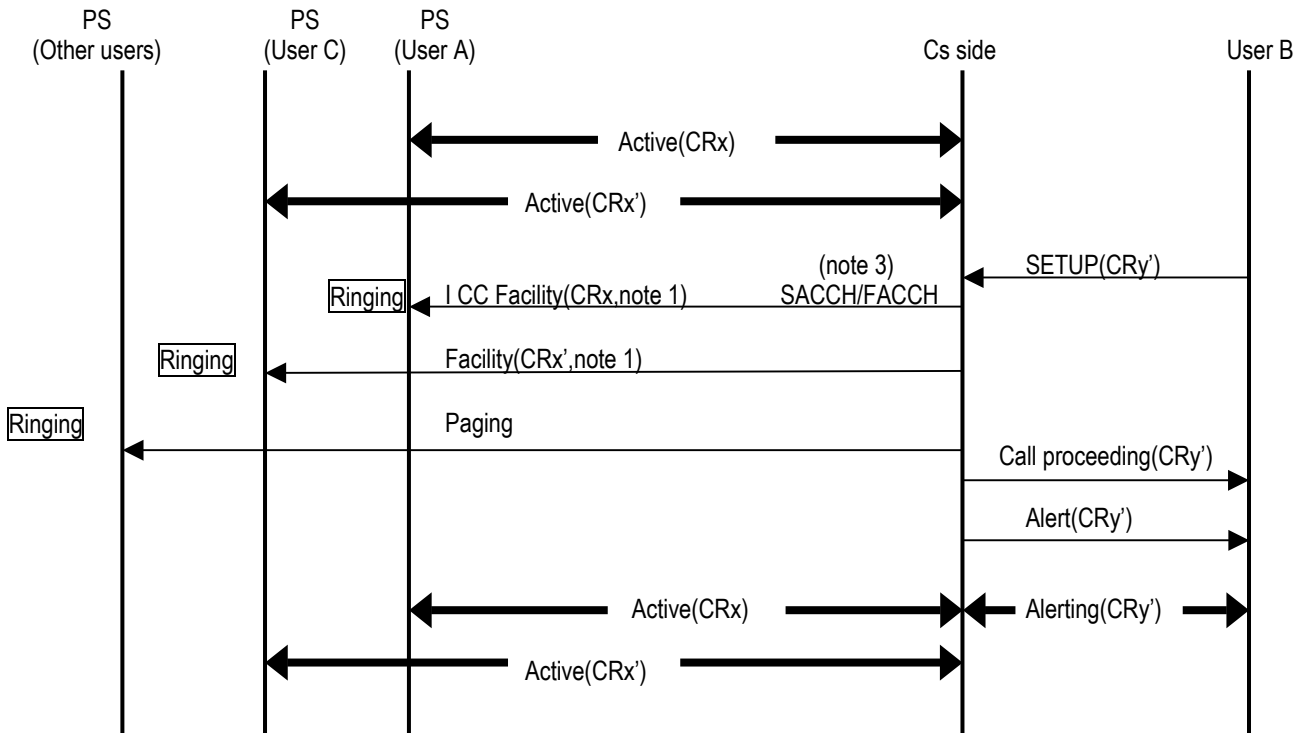 PS
(Other users)
PS
(User C)
PS
(User A)
Cs side
User B
Active(CRx)
Active(CRx’)
SETUP(CRy’)
(note 3)
SACCH/FACCH
Ringing
I CC Facility(CRx,note 1)
Ringing
Facility(CRx’,note 1)
Ringing
Paging
Call proceeding(CRy’)
Alert(CRy’)
Active(CRx)
Alerting(CRy’)
Active(CRx’)